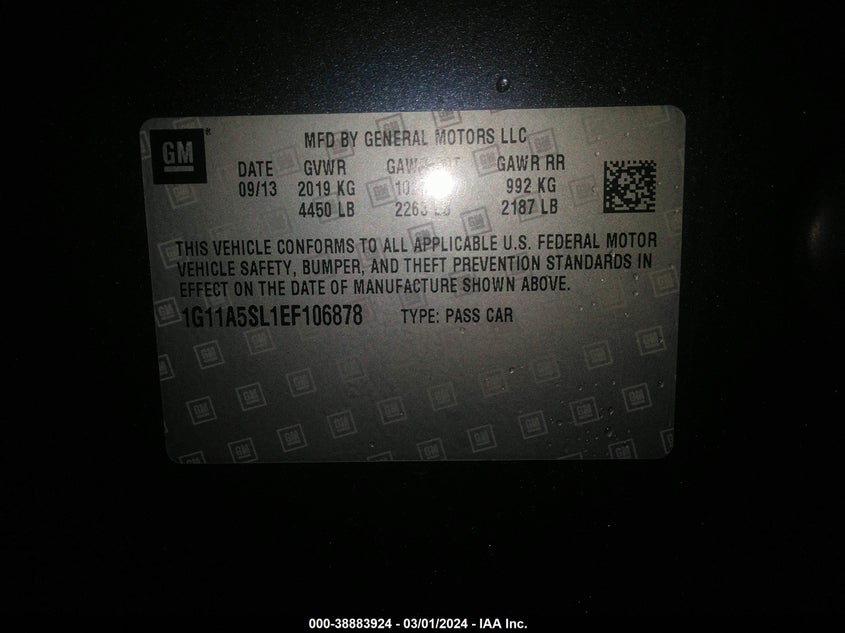 GM
MFD BY GENERAL MOTORS LLC
DATE GVWR GAWR RR
09/13 2019 KG 992 KG
4450 LB 2263 LB 2187 LB
THIS VEHICLE CONFORMS TO ALL APPLICABLE U.S. FEDERAL MOTOR
VEHICLE SAFETY, BUMPER, AND THEFT PREVENTION STANDARDS IN
EFFECT ON THE DATE OF MANUFACTURE SHOWN ABOVE.
1G11A5SL1EF106878 TYPE: PASS CAR
000-38883924 - 03/01/2024 - IAA Inc.